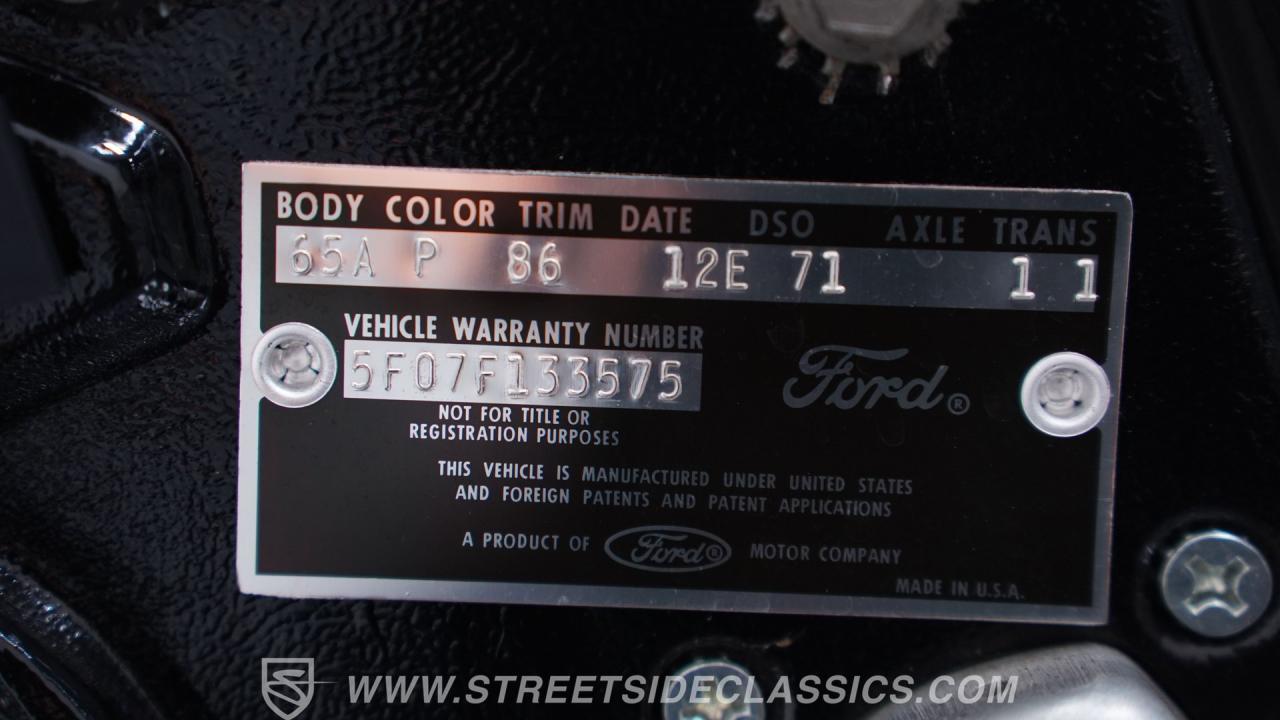 BODY COLOR TRIM DATE DSO AXLE TRANS
65A P 86 12E 71 1 1
VEHICLE WARRANTY NUMBER
5F07F133575
NOT FOR TITLE OR
REGISTRATION PURPOSES
Ford®
THIS VEHICLE IS MANUFACTURED UNDER UNITED STATES
AND FOREIGN PATENTS AND PATENT APPLICATIONS
A PRODUCT OF Ford® MOTOR COMPANY
MADE IN U.S.A.
WWW.STREETSIDECLASSICS.COM